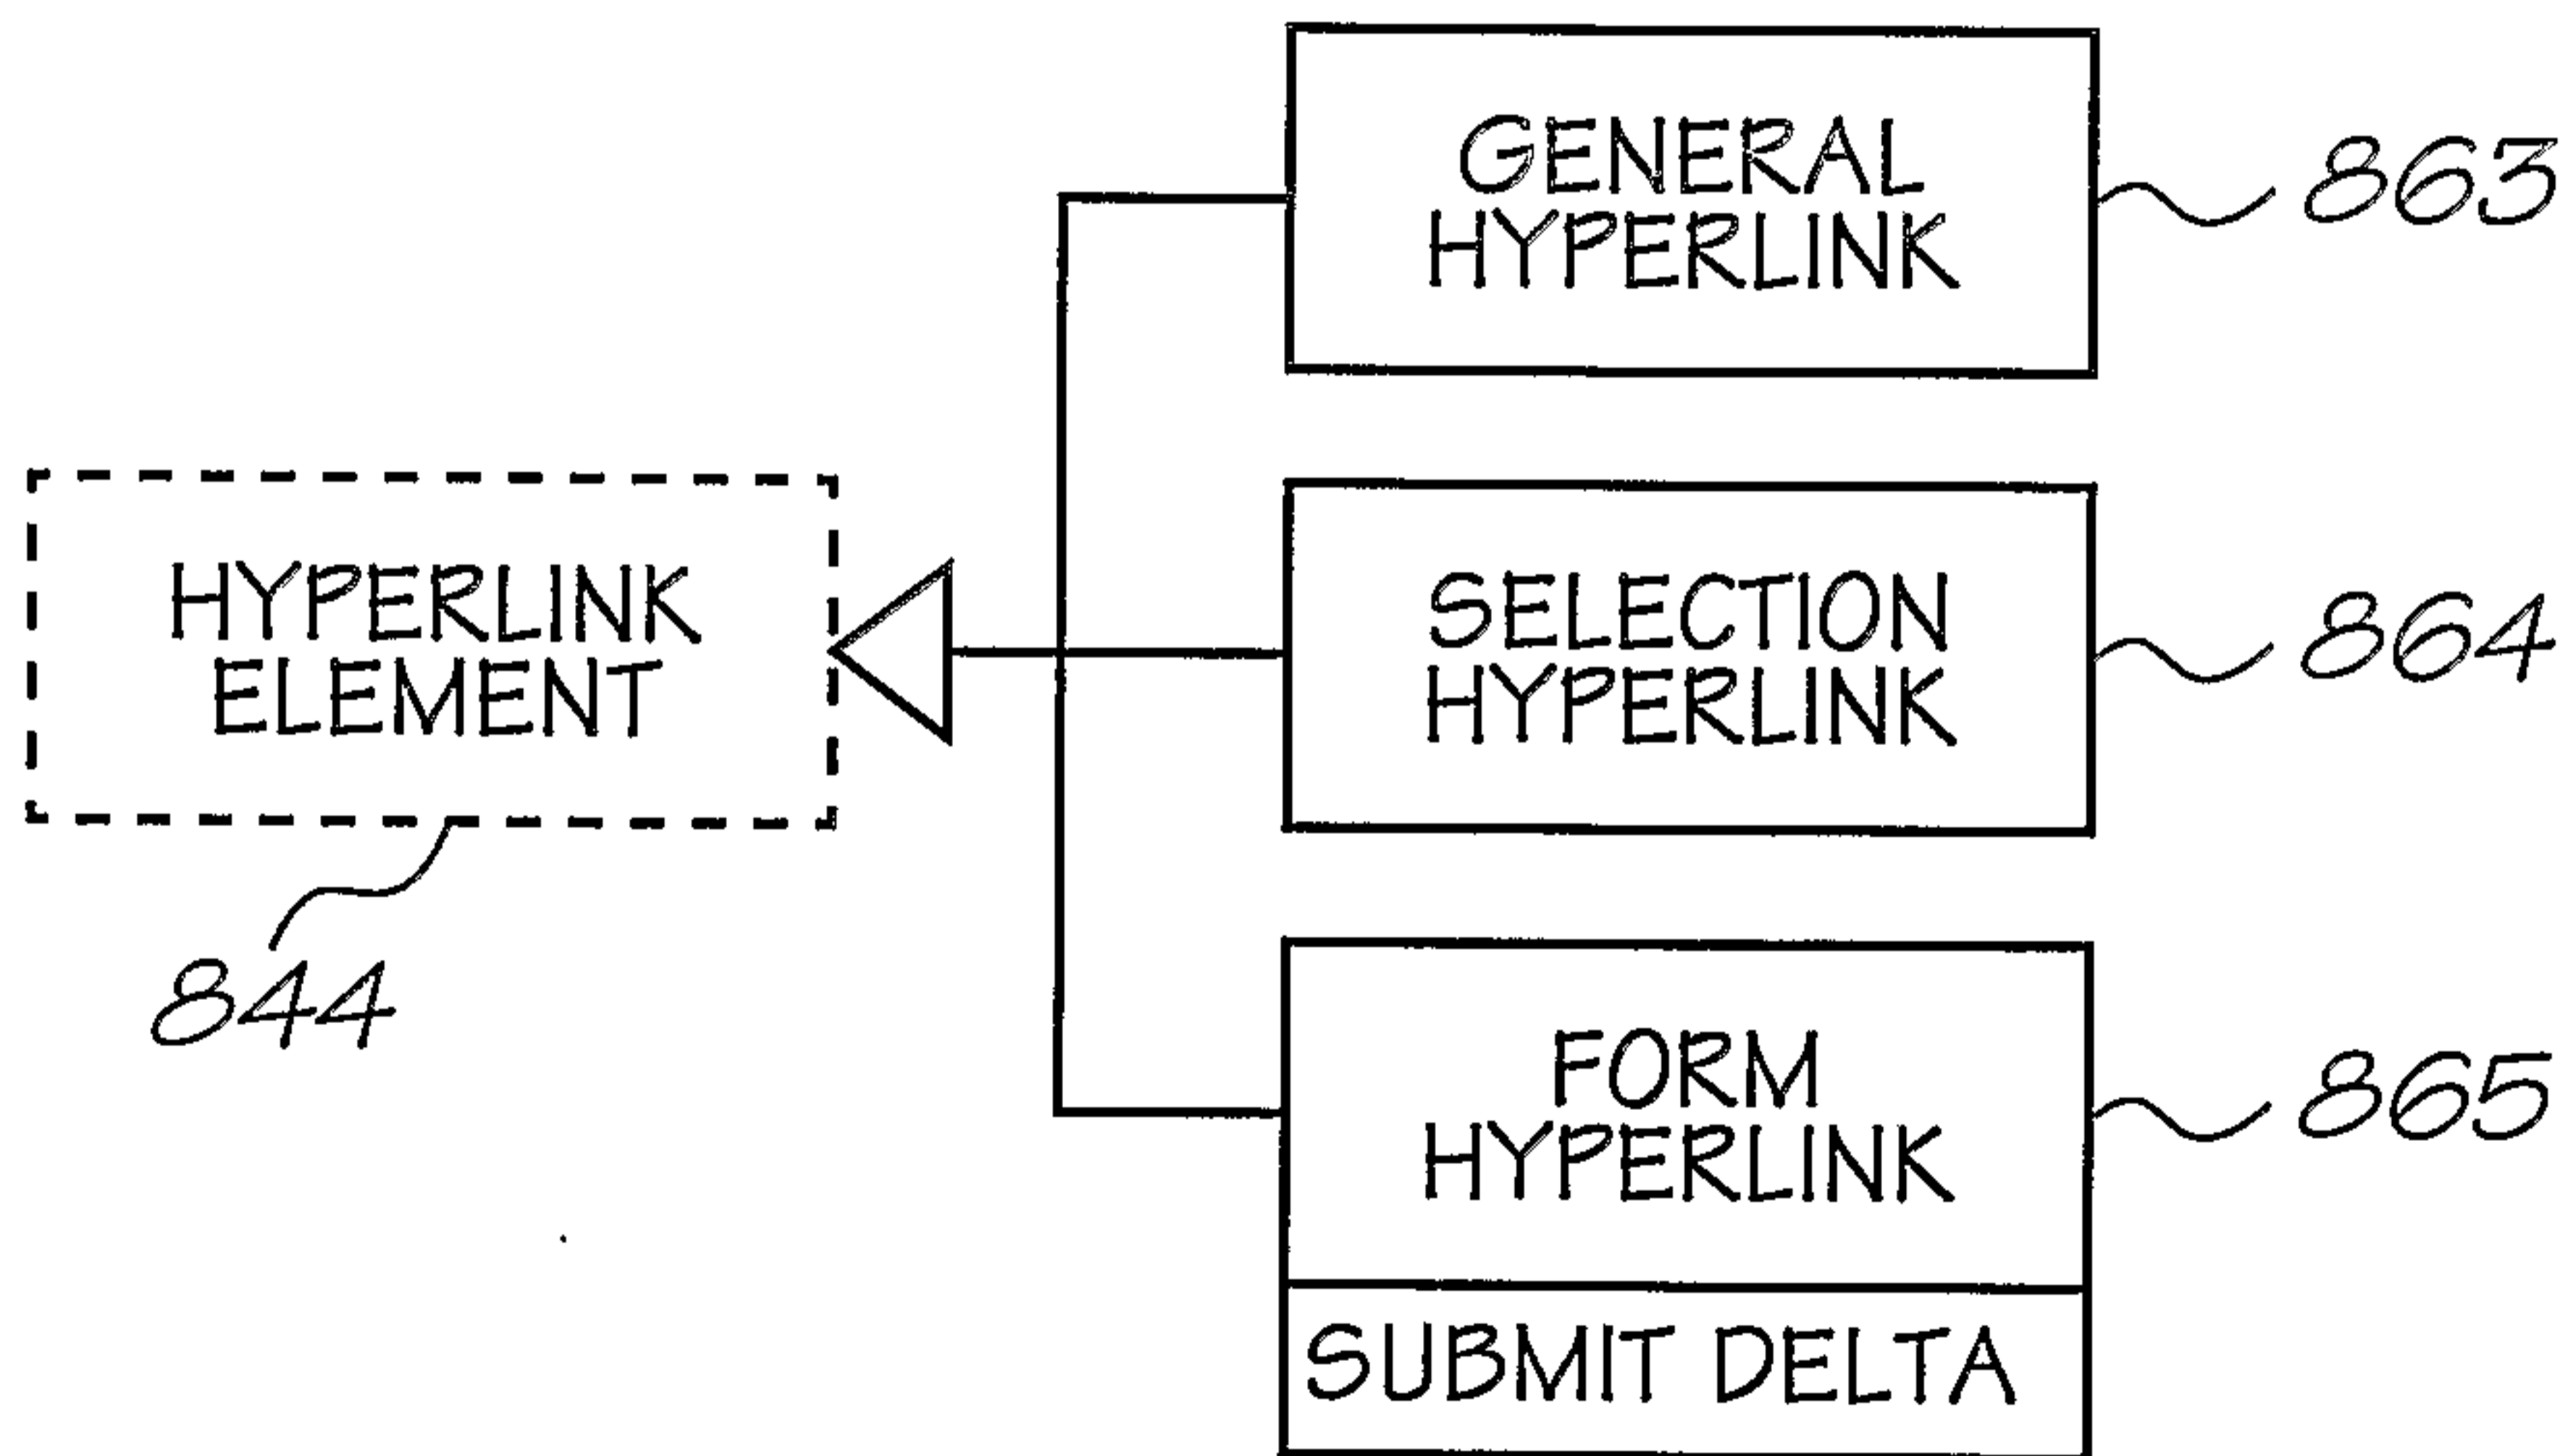 GENERAL
HYPERLINK
863
HYPERLINK
ELEMENT
844
SELECTION
HYPERLINK
864
FORM
HYPERLINK
865
SUBMIT DELTA